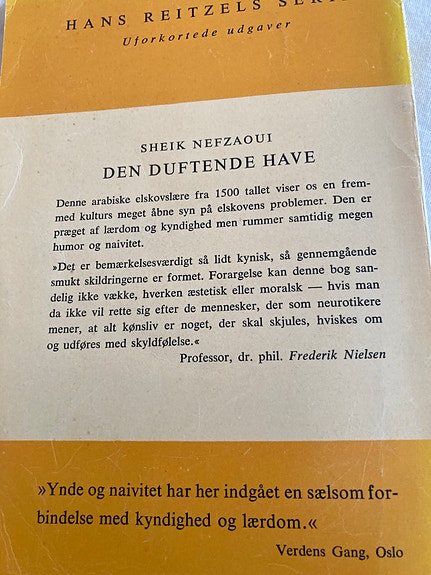 HANS REITZELS SERI
Uforkortede udgaver
SHEIK NEFZAOUI
DEN DUFTENDE HAVE
Denne arabiske elskovslære fra 1500 tallet viser os en frem-
med kulturs meget åbne syn på elskovens problemer. Den er
præget af lærdom og kyndighed men rummer samtidig megen
humor og naivitet.
»Det er bemærkelsesværdigt så lidt kynisk, så gennemgående
smukt skildringerne er formet. Forargelse kan denne bog san-
delig ikke vække, hverken æstetisk eller moralsk — hvis man
da ikke vil rette sig efter de mennesker, der som neurotikere
mener, at alt kønsliv er noget, der skal skjules, hviskes om
og udføres med skyldfølelse.«
Professor, dr. phil. Frederik Nielsen
»Ynde og naivitet har her indgået en sælsom for-
bindelse med kyndighed og lærdom.«
Verdens Gang, Oslo